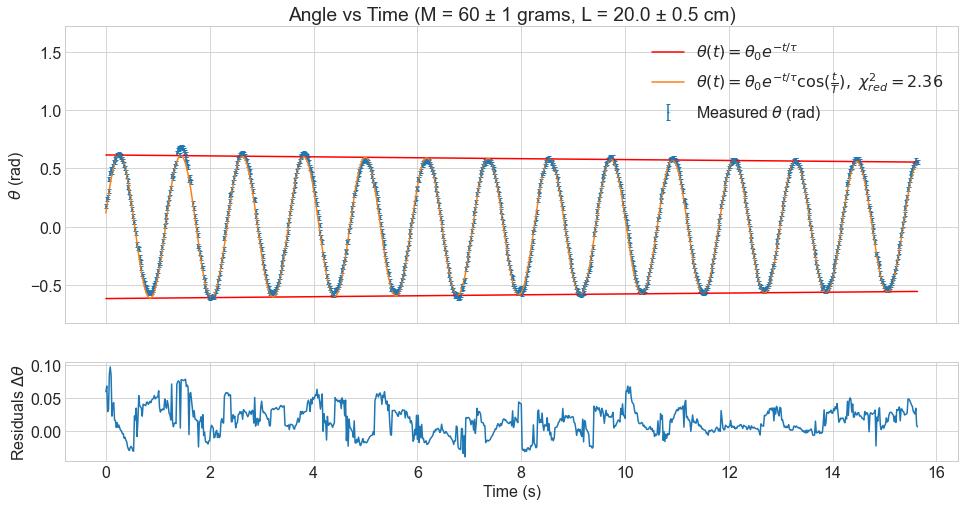 Angle vs Time (M = 60 ± 1 grams, L = 20.0 ± 0.5 cm)
θ(t) = θ₀e^{−t/τ}
θ(t) = θ₀e^{−t/τ}cos(t/T), χ²_{red} = 2.36
Measured θ (rad)
θ (rad)
1.5
1.0
0.5
0.0
−0.5
Residuals Δθ
0.10
0.05
0.00
0 2 4 6 8 10 12 14 16
Time (s)